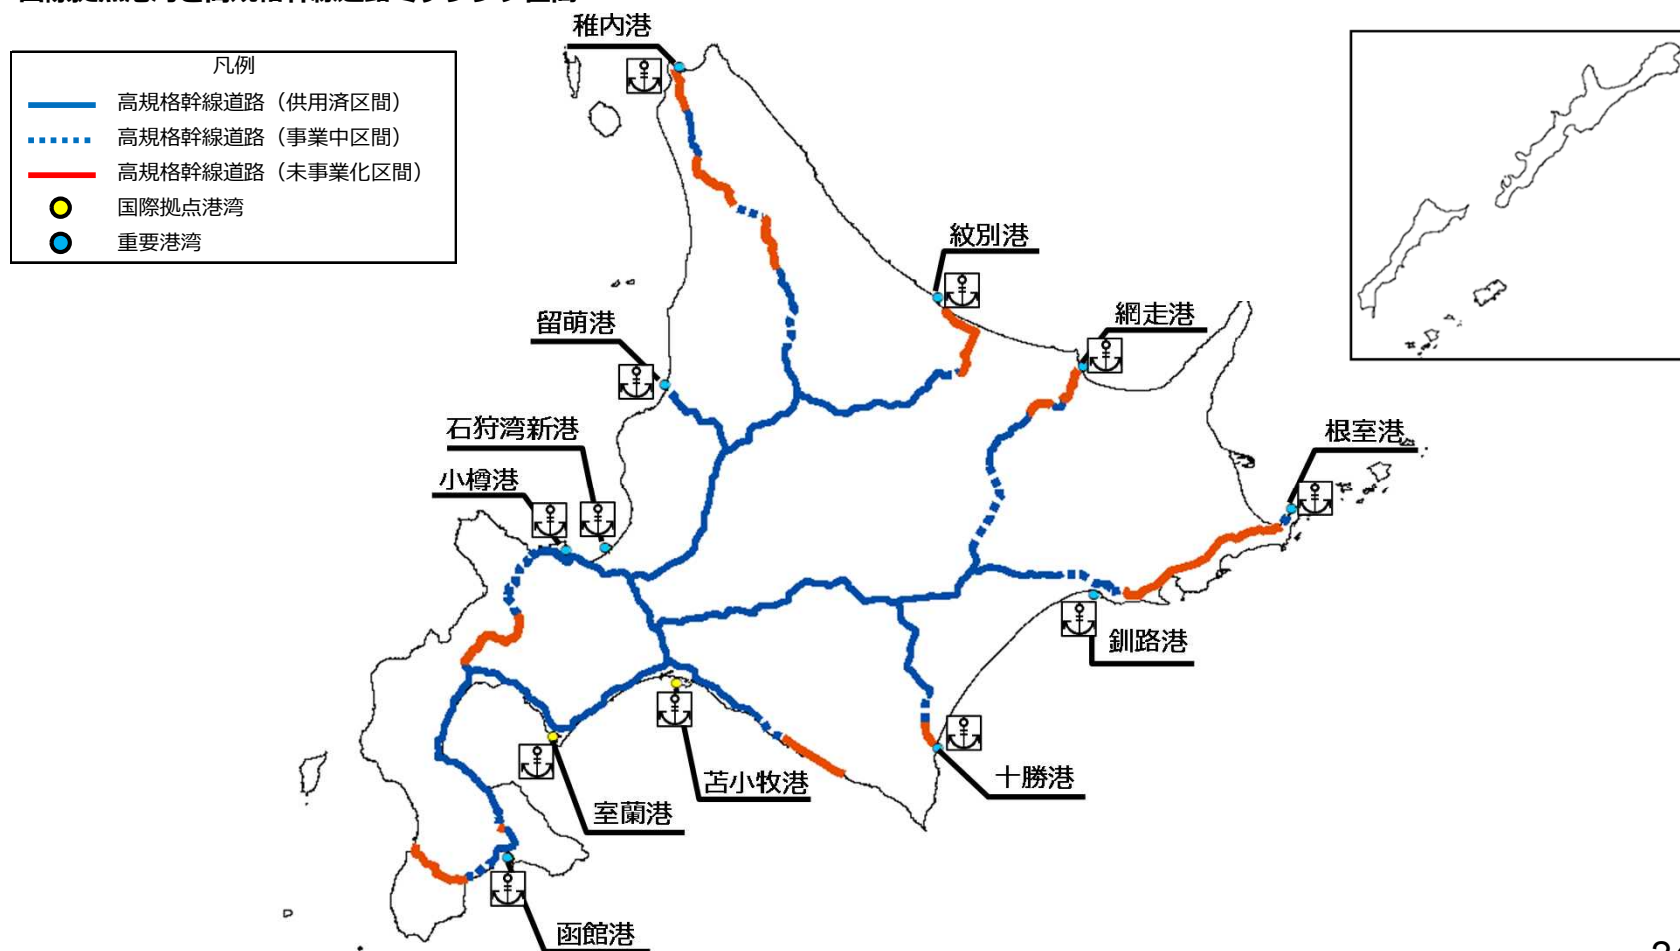 稚内港
凡例
高規格幹線道路（供用済区間）
高規格幹線道路（事業中区間）
高規格幹線道路（未事業化区間）
国際拠点港湾
重要港湾
紋別港
留萌港
網走港
石狩湾新港
根室港
小樽港
釧路港
苫小牧港
十勝港
室蘭港
函館港